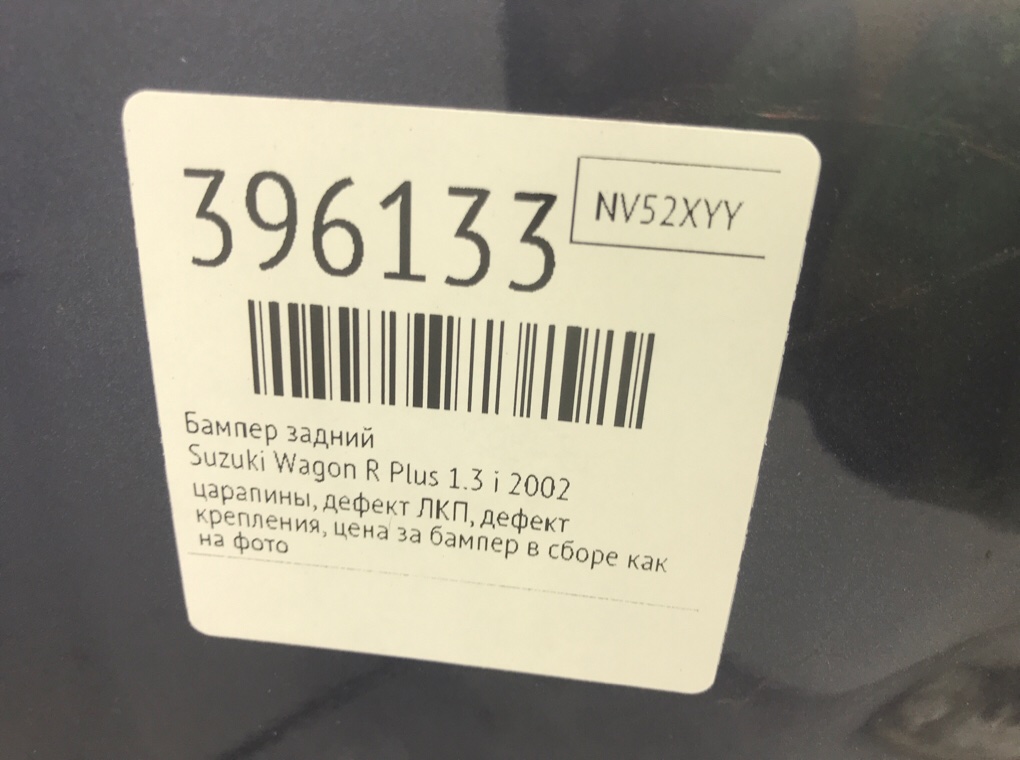 396133
NV52XYY
Бампер задний
Suzuki Wagon R Plus 1.3 i 2002
царапины, дефект ЛКП, дефект
крепления, цена за бампер в сборе как
на фото